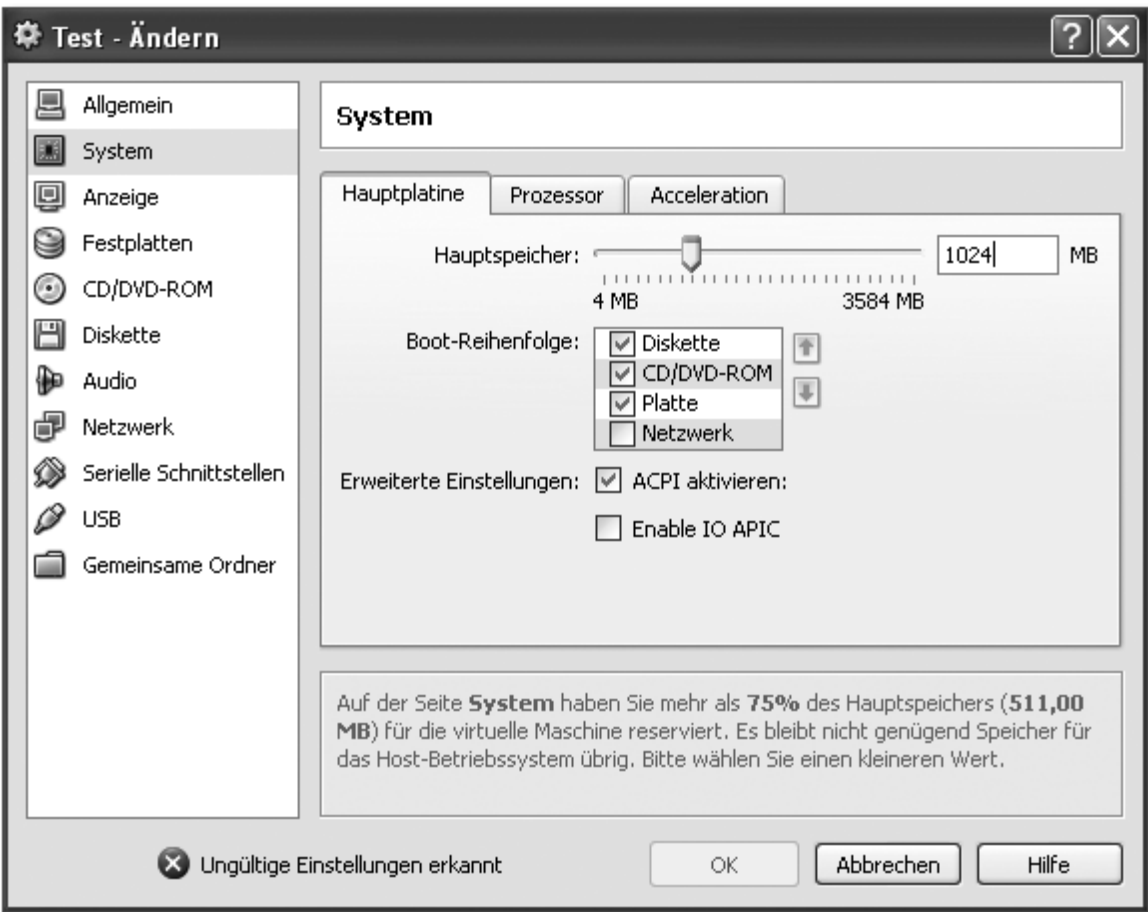 Test - Ändern
Allgemein
System
Anzeige
Festplatten
CD/DVD-ROM
Diskette
Audio
Netzwerk
Serielle Schnittstellen
USB
Gemeinsame Ordner
System
Hauptplatine Prozessor Acceleration
Hauptspeicher: 1024 MB
4 MB 3584 MB
Boot-Reihenfolge: Diskette
CD/DVD-ROM
Platte
Netzwerk
Erweiterte Einstellungen: ACPI aktivieren:
Enable IO APIC
Auf der Seite System haben Sie mehr als 75% des Hauptspeichers (511,00
MB) für die virtuelle Maschine reserviert. Es bleibt nicht genügend Speicher für
das Host-Betriebssystem übrig. Bitte wählen Sie einen kleineren Wert.
Ungültige Einstellungen erkannt OK Abbrechen Hilfe